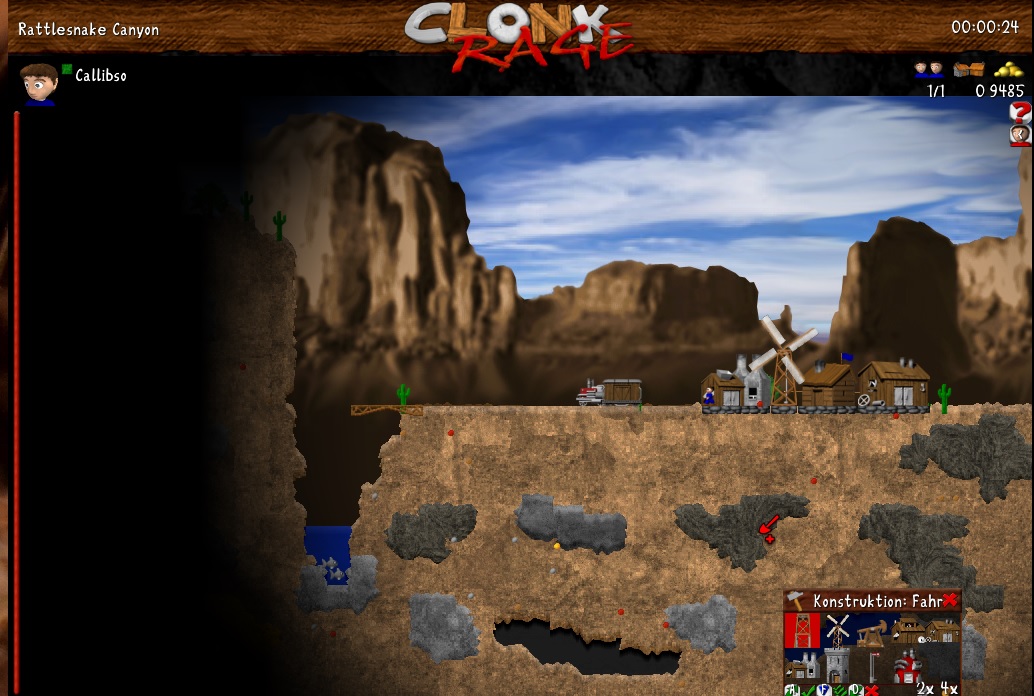 Rattlesnake Canyon
CLONK
RAGE
00:00:24
Callibso
1/1
0 9485
Konstruktion: Fahr
2x 4x